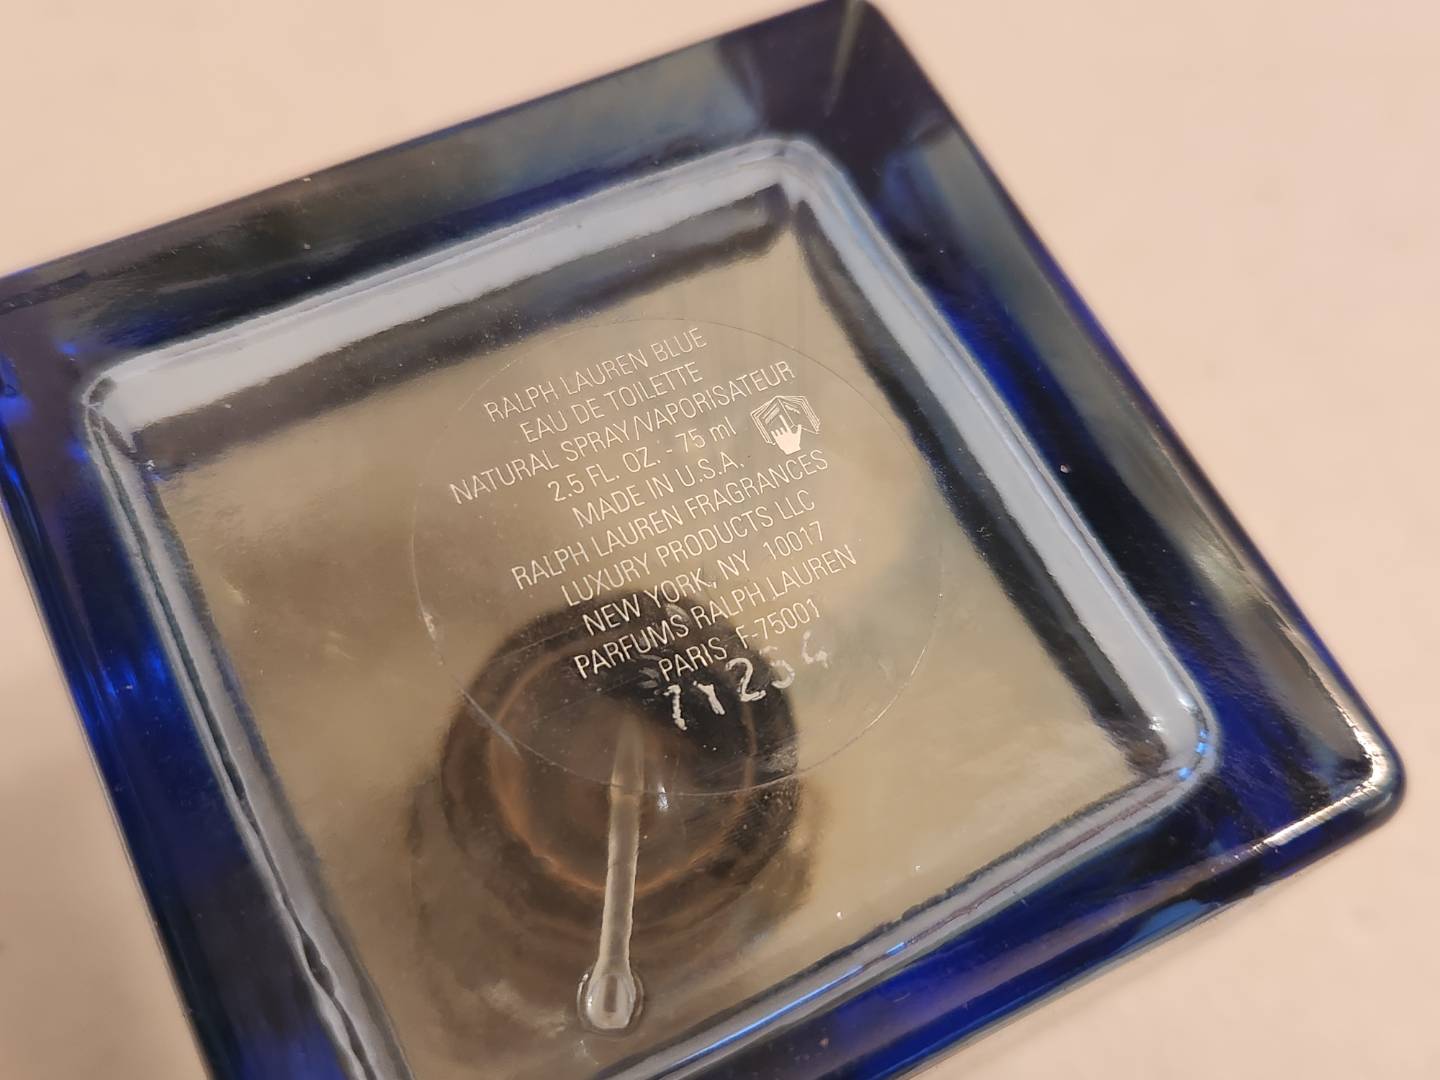 RALPH LAUREN BLUE
EAU DE TOILETTE
NATURAL SPRAY/VAPORISATEUR
2.5 FL. OZ. - 75 ml
MADE IN U.S.A.
RALPH LAUREN FRAGRANCES
LUXURY PRODUCTS LLC
NEW YORK, NY 10017
PARFUMS RALPH LAUREN
PARIS F-75001